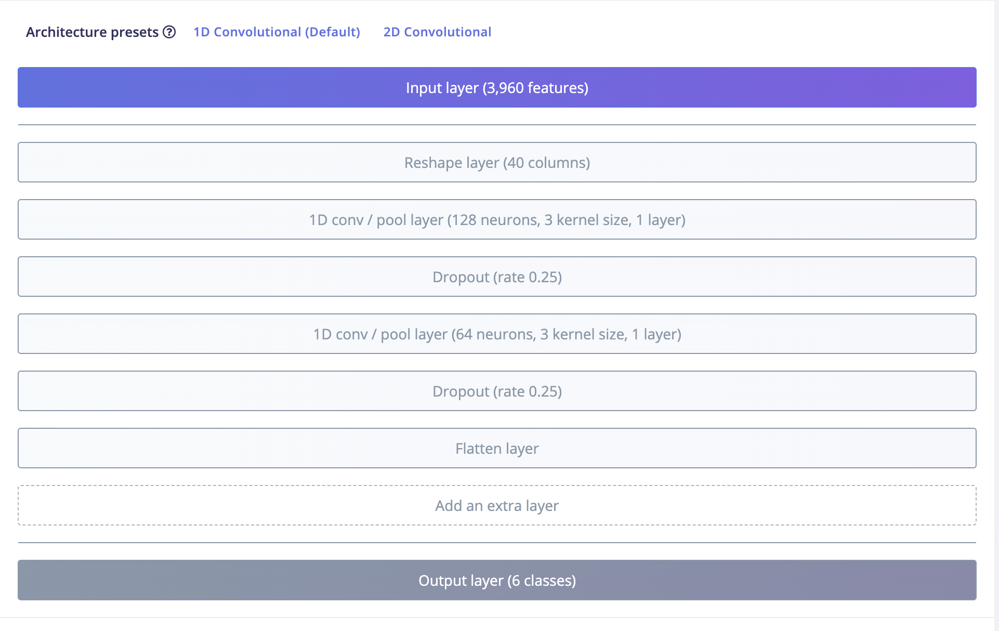 Architecture presets ? 1D Convolutional (Default) 2D Convolutional
Input layer (3,960 features)
Reshape layer (40 columns)
1D conv / pool layer (128 neurons, 3 kernel size, 1 layer)
Dropout (rate 0.25)
1D conv / pool layer (64 neurons, 3 kernel size, 1 layer)
Dropout (rate 0.25)
Flatten layer
Add an extra layer
Output layer (6 classes)